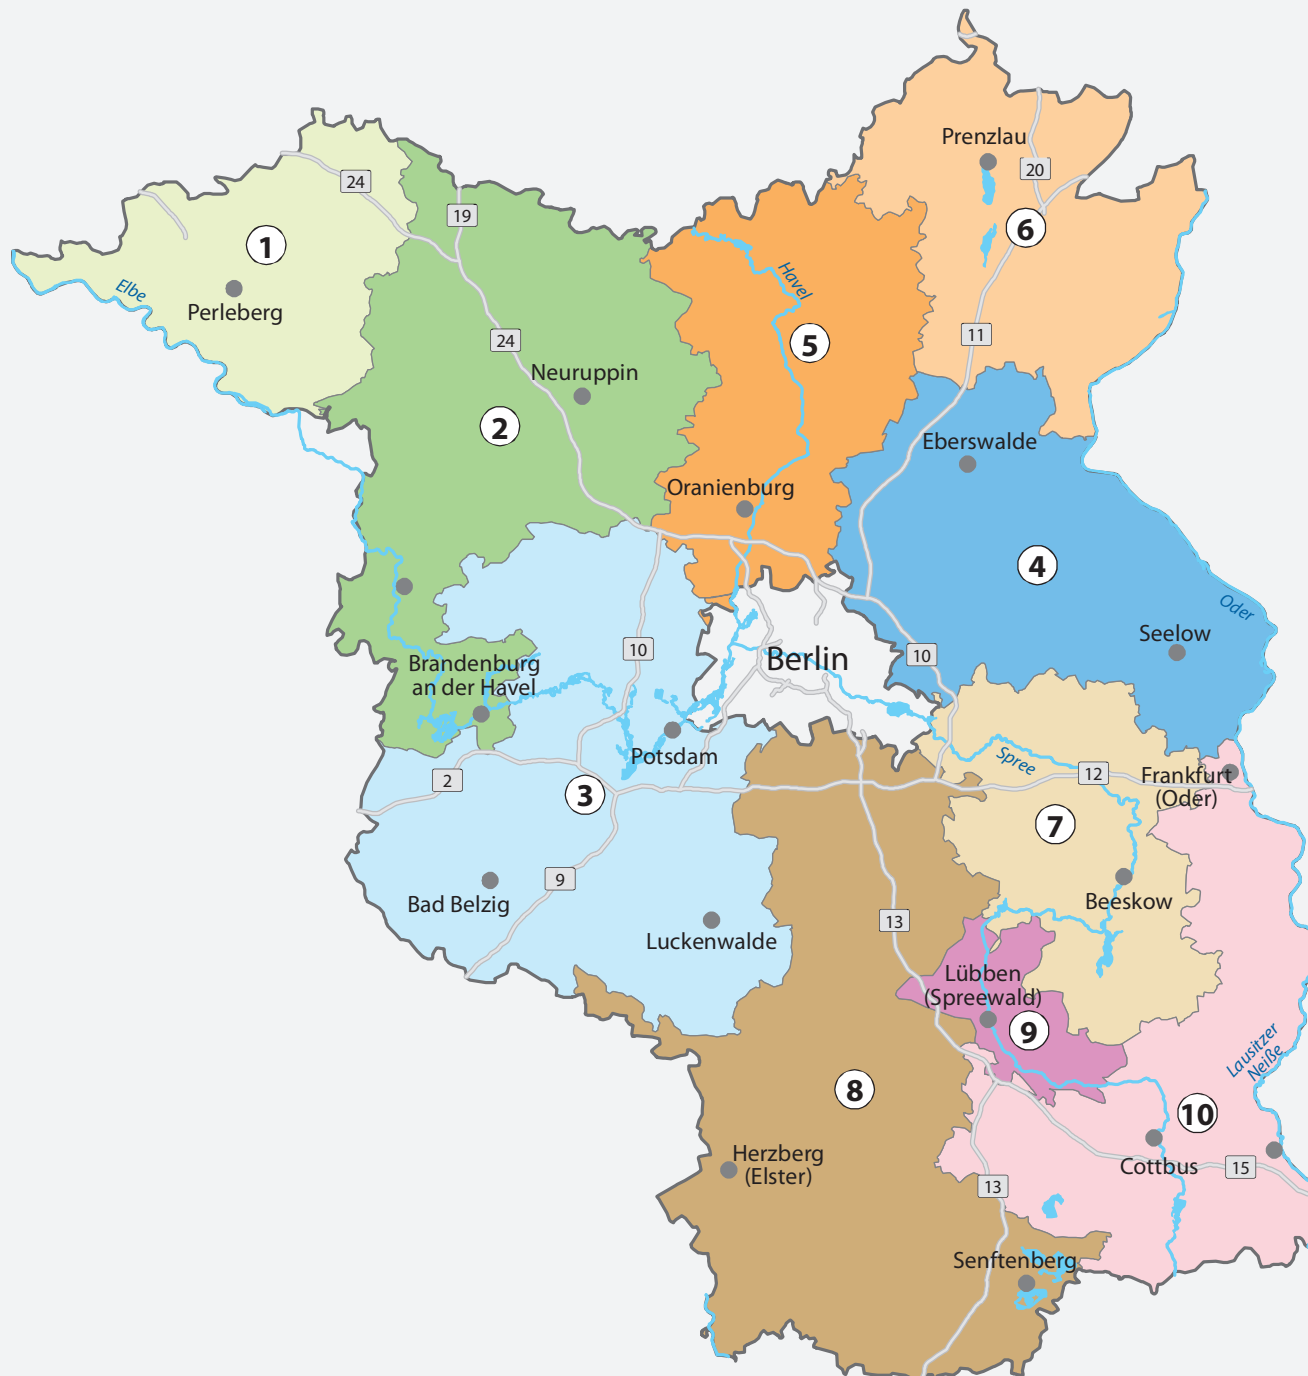 Prenzlau
20
24
19
6
1
Elbe
Perleberg
Havel
24
5
11
Neuruppin
2
Eberswalde
Oranienburg
4
Oder
Seelow
10
Berlin
10
Brandenburg
an der Havel
Potsdam
Spree
2
3
12
Frankfurt
(Oder)
7
9
Bad Belzig
Beeskow
13
Luckenwalde
Lübben
(Spreewald)
9
Lausitzer
Neiße
8
10
Herzberg
(Elster)
Cottbus
15
13
Senftenberg